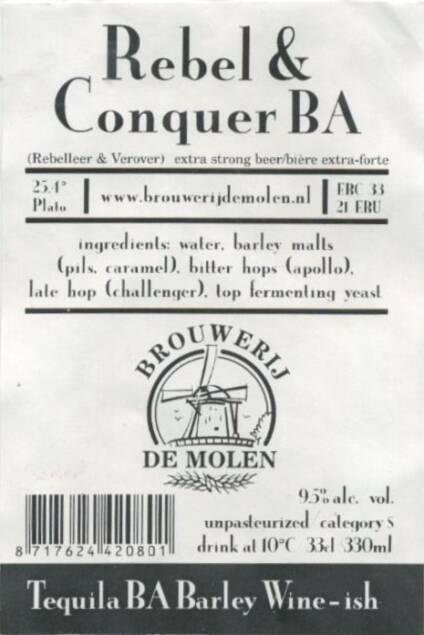 Rebel &
Conquer BA
(Rebelleer & Verover) extra strong beer/bière extra-forte
25.4° Plato
www.brouwerijdemolen.nl
EBC 33
21 EBU
ingredients: water, barley malts
(pils, caramel), bitter hops (apollo),
late hop (challenger), top fermenting yeast
BROUWERIJ
DE MOLEN
9.5% alc. vol.
unpasteurized category S
drink at 10°C 33cl 330ml
8 717624 420801
Tequila BA Barley Wine-ish